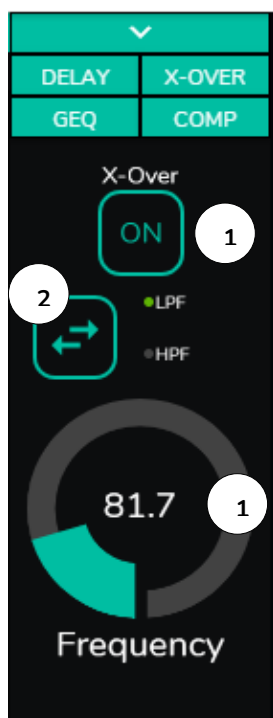 DELAY X-OVER
GEQ COMP
X-Over
ON 1
2
LPF
HPF
81.7 1
Frequency